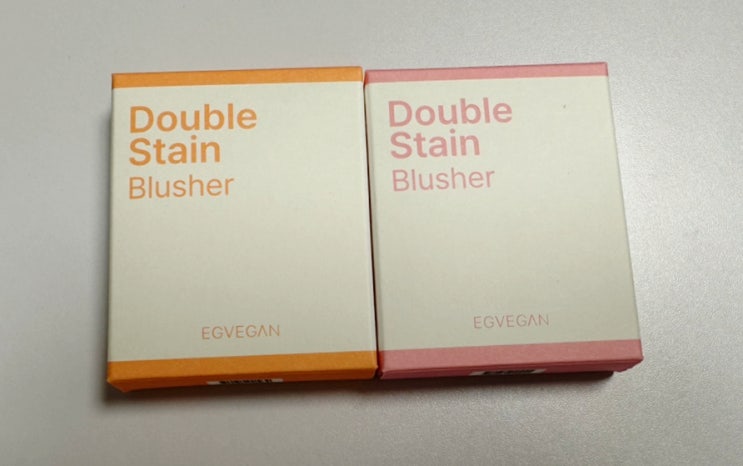 Double
Stain
Blusher
EGVEGAN
Double
Stain
Blusher
EGVEGAN